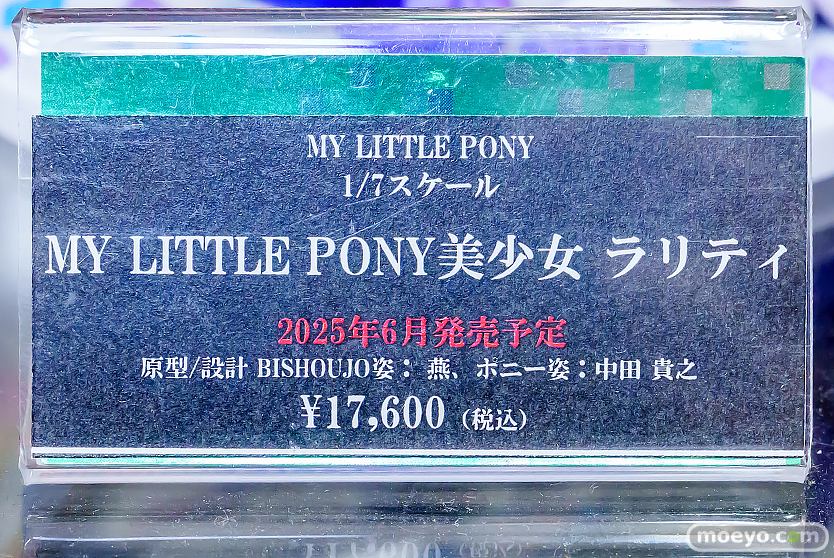 MY LITTLE PONY
1/7スケール
MY LITTLE PONY美少女 ラリティ
2025年6月発売予定
原型/設計 BISHOUJO姿： 燕、ポニー姿：中田 貴之
¥17,600（税込）
moeyo.com